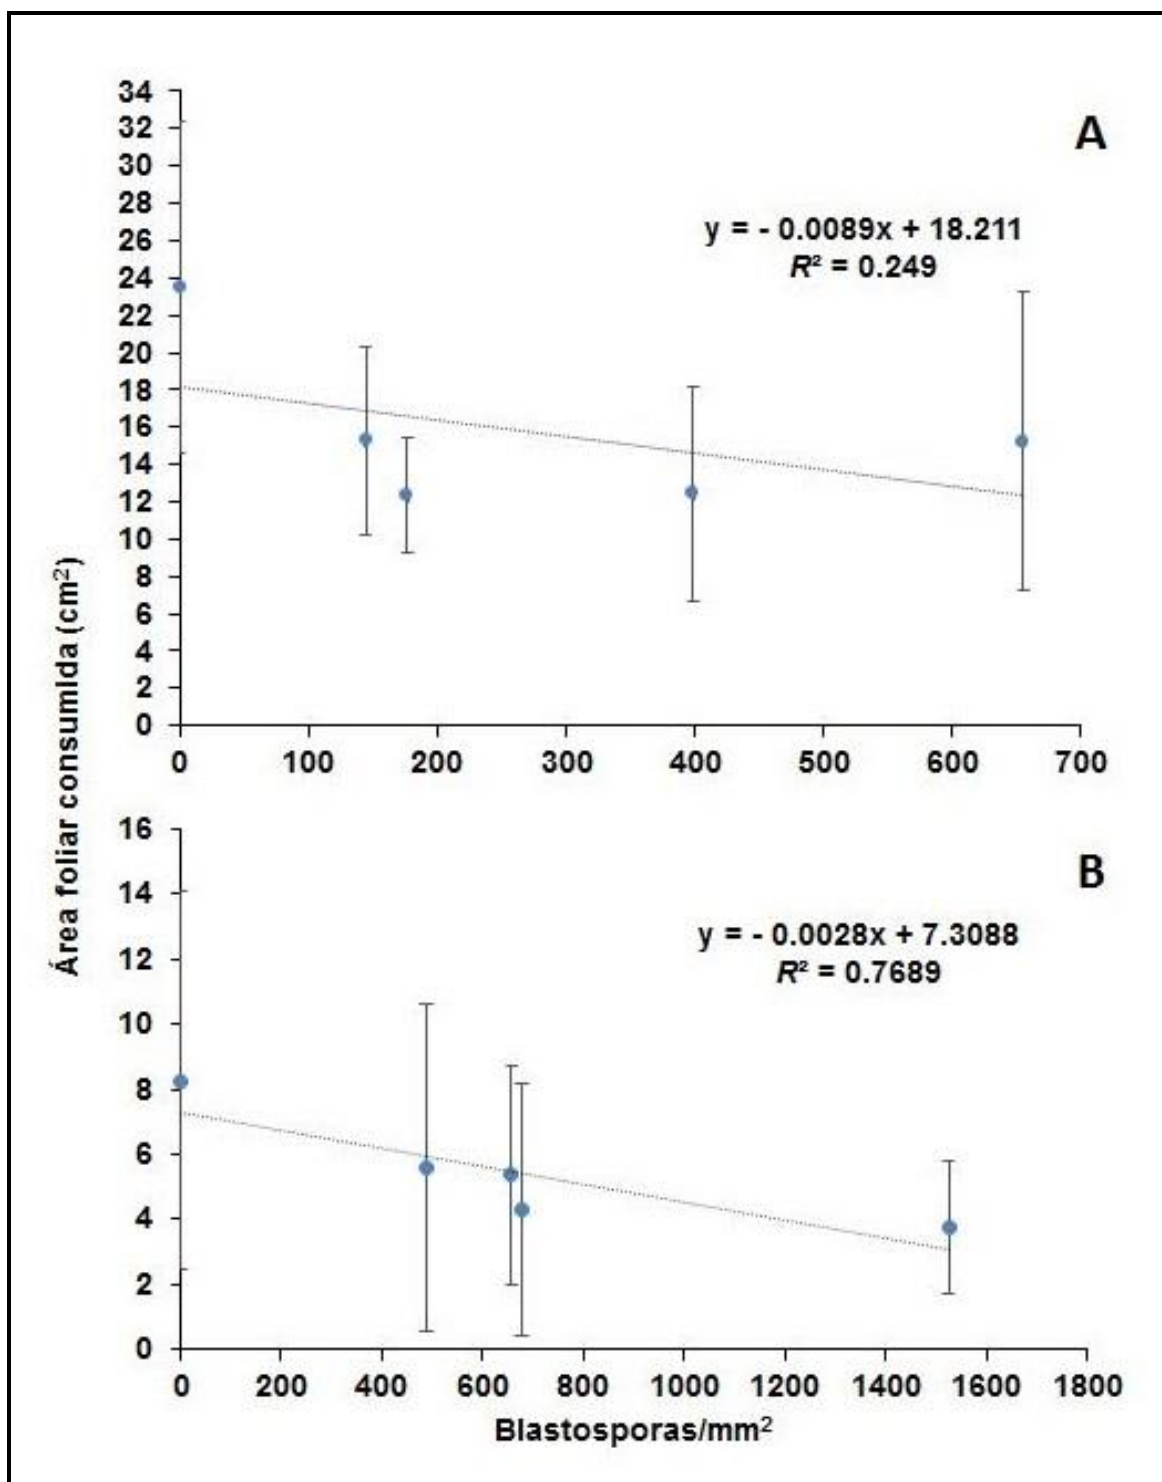 A
y = - 0.0089x + 18.211
R² = 0.249
34
32
30
28
26
24
22
20
18
16
14
12
10
8
6
4
2
0
0 100 200 300 400 500 600 700
Área foliar consumida (cm²)
B
y = - 0.0028x + 7.3088
R² = 0.7689
16
14
12
10
8
6
4
2
0
0 200 400 600 800 1000 1200 1400 1600 1800
Blastosporas/mm²